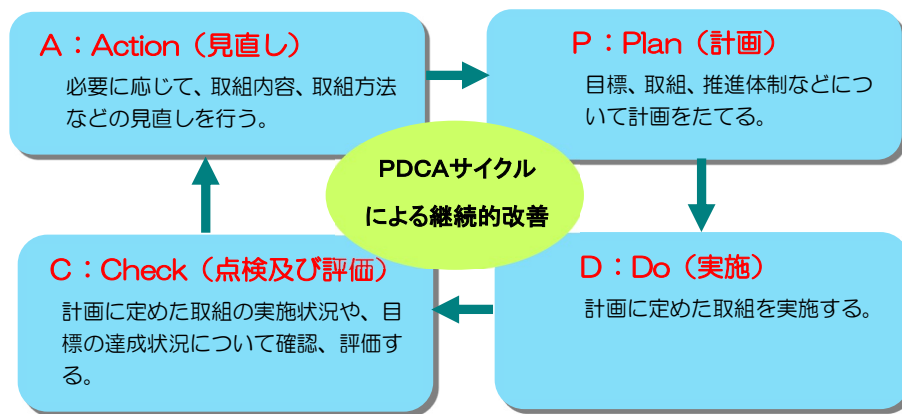 A：Action（見直し）
必要に応じて、取組内容、取組方法
などの見直しを行う。
P：Plan（計画）
目標、取組、推進体制などにつ
いて計画をたてる。
PDCAサイクル
による継続的改善
C：Check（点検及び評価）
計画に定めた取組の実施状況や、目
標の達成状況について確認、評価す
る。
D：Do（実施）
計画に定めた取組を実施する。